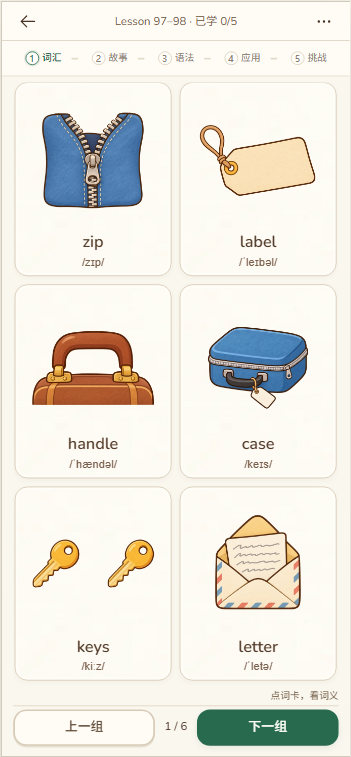 Lesson 97–98 · 已学 0/5
1 词汇 – 2 故事 – 3 语法 – 4 应用 – 5 挑战
zip
/zɪp/
label
/ˈleɪbəl/
handle
/ˈhændəl/
case
/keɪs/
keys
/kiːz/
letter
/ˈletə/
点词卡，看词义
上一组
1 / 6
下一组